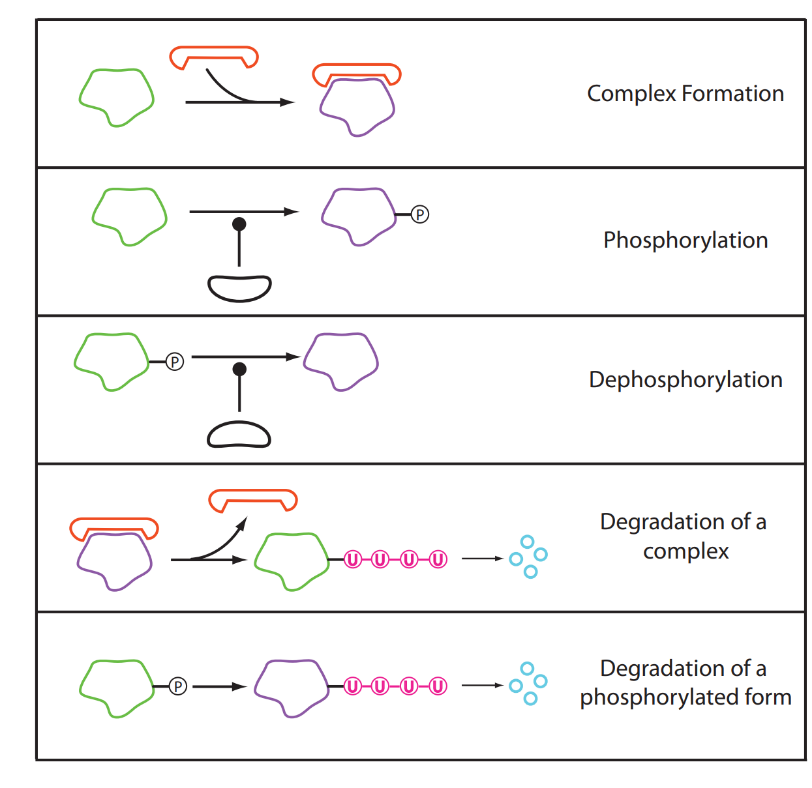 Complex Formation
P
Phosphorylation
P
Dephosphorylation
Degradation of a
complex
U U U U
Degradation of a
phosphorylated form
P
U U U U